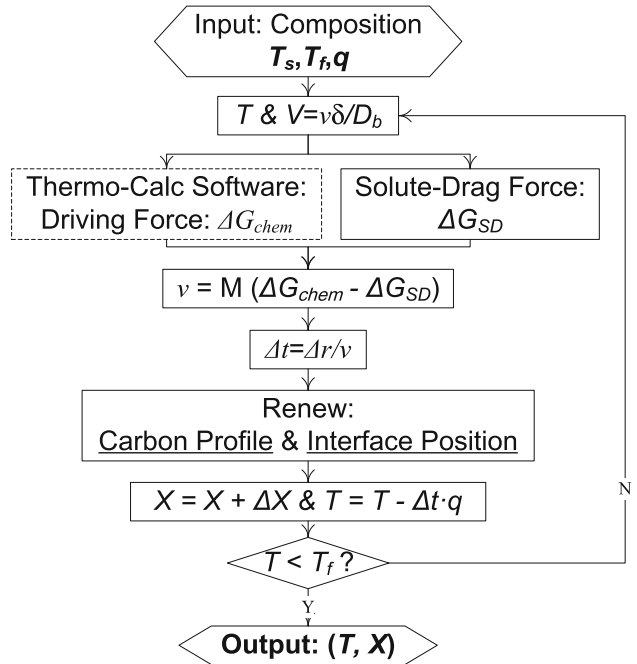 Input: Composition
Ts,Tf,q
T & V=vδ/Db
Thermo-Calc Software:
Driving Force: ΔGchem
Solute-Drag Force:
ΔGSD
v = M (ΔGchem - ΔGSD)
Δt=Δr/v
Renew:
Carbon Profile & Interface Position
X = X + ΔX & T = T - Δt·q
N
T < Tf ?
Y
Output: (T, X)